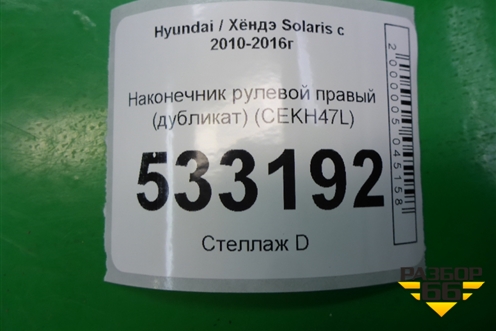 Hyundai / Хёндэ Solaris с
2010-2016г
Наконечник рулевой правый
(дубликат) (CEKH47L)
533192
Стеллаж D
2000005045158
РАЗБОР
66